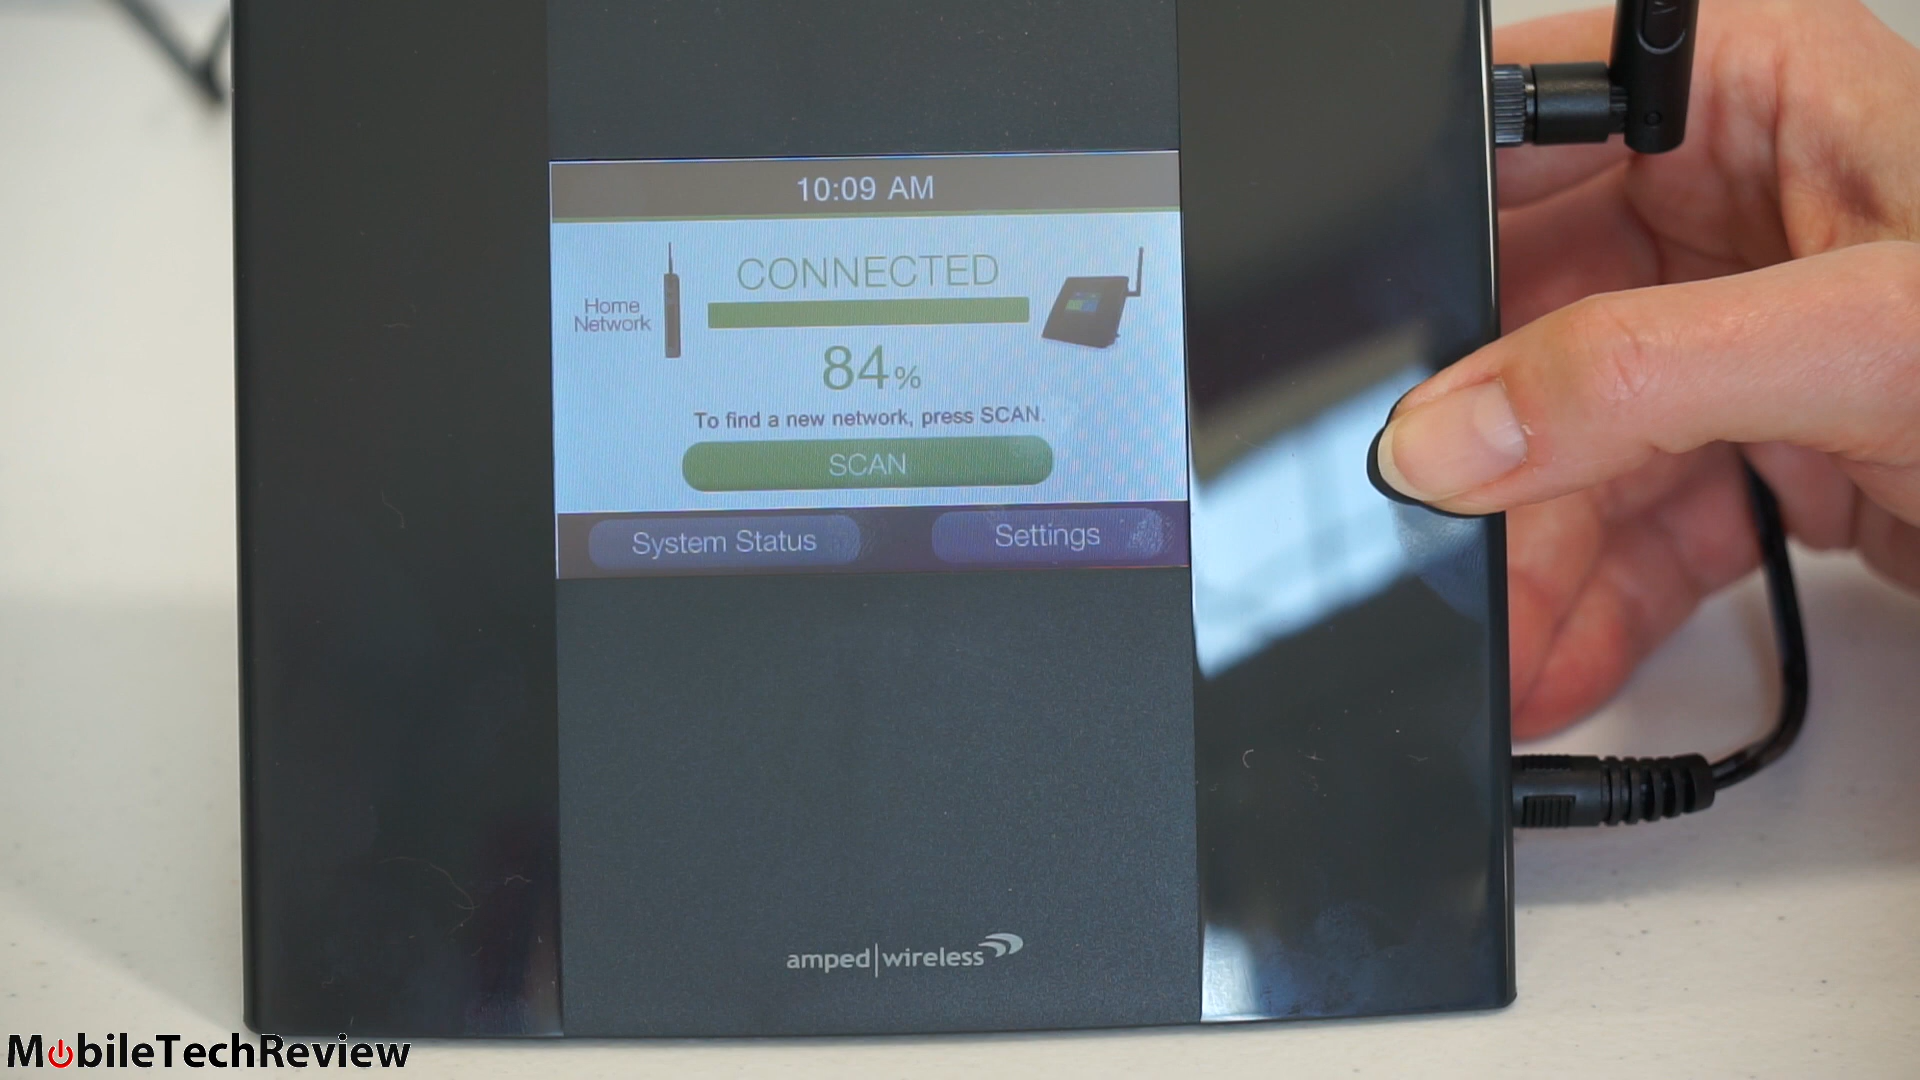 10:09 AM
CONNECTED
Home
Network
84%
To find a new network, press SCAN.
SCAN
System Status
Settings
amped|wireless
MobileTechReview